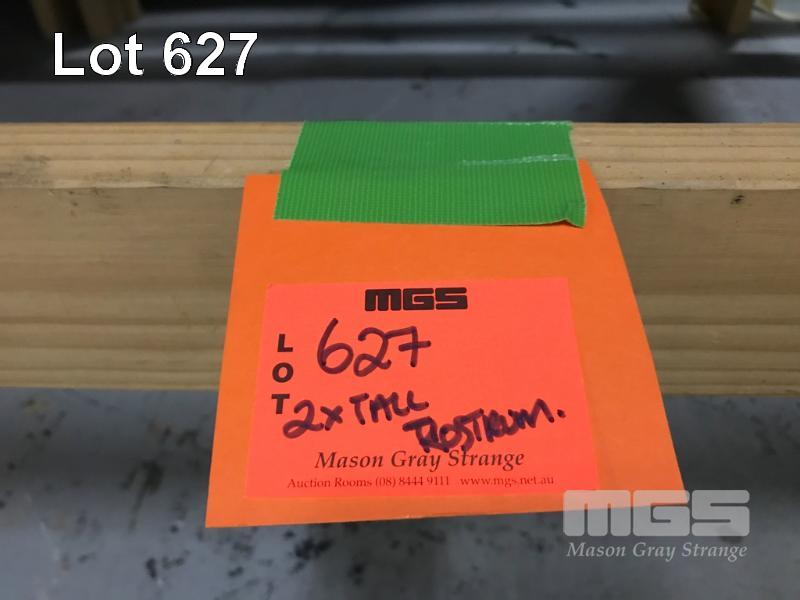 Lot 627
MGS
LOT 627
2x TALL
ROSTRUM.
Mason Gray Strange
Auction Rooms (08) 8444 9111 www.mgs.net.au
MGS
Mason Gray Strange